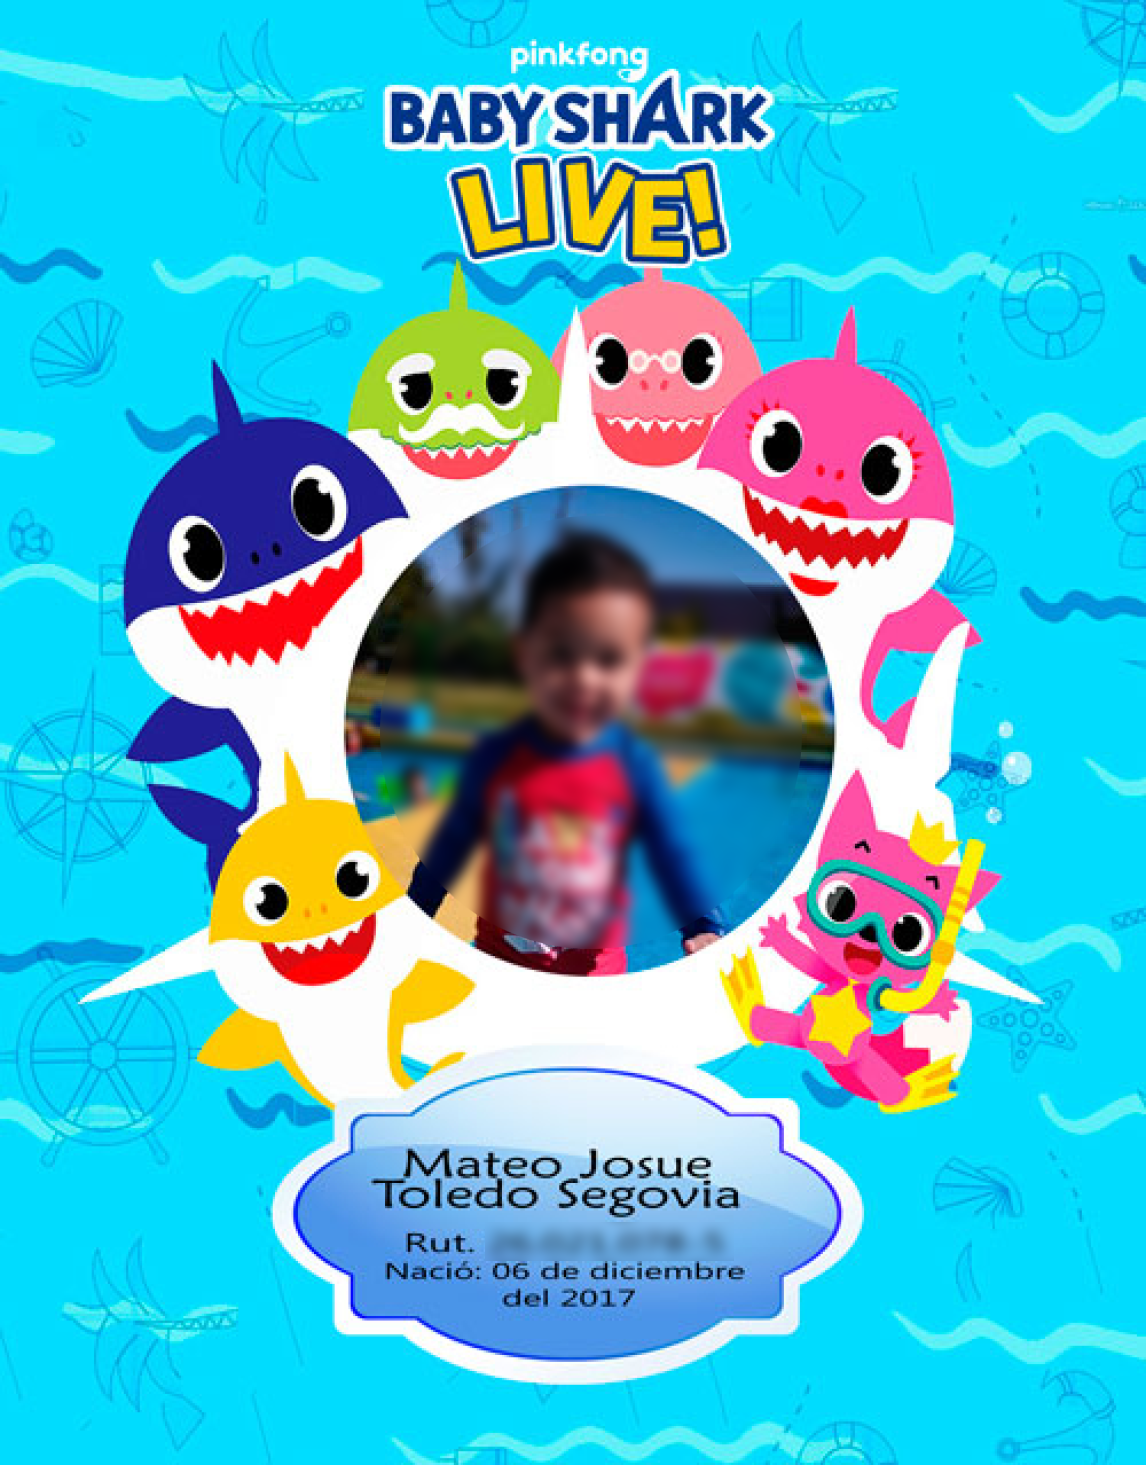 pinkfong
BABY SHARK
LIVE!
Mateo Josue
Toledo Segovia
Rut.
Nació: 06 de diciembre
del 2017